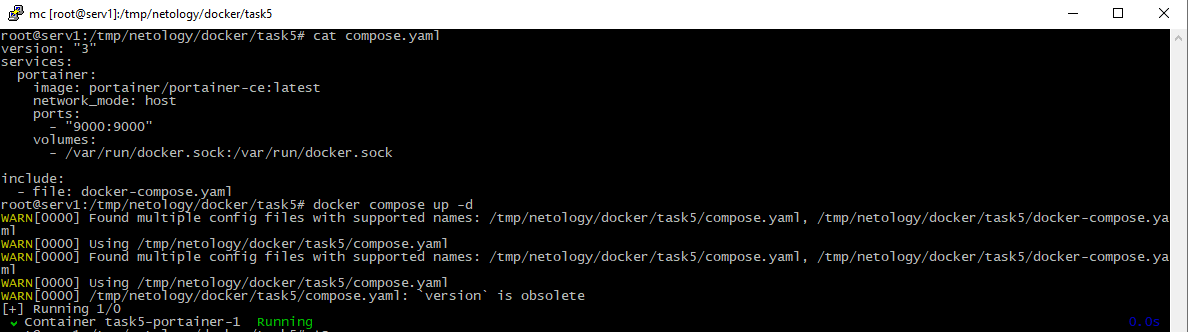 mc [root@serv1]:/tmp/netology/docker/task5
root@serv1:/tmp/netology/docker/task5# cat compose.yaml
version: "3"
services:
  portainer:
    image: portainer/portainer-ce:latest
    network_mode: host
    ports:
      - "9000:9000"
    volumes:
      - /var/run/docker.sock:/var/run/docker.sock

include:
  - file: docker-compose.yaml
root@serv1:/tmp/netology/docker/task5# docker compose up -d
WARN[0000] Found multiple config files with supported names: /tmp/netology/docker/task5/compose.yaml, /tmp/netology/docker/task5/docker-compose.ya
ml
WARN[0000] Using /tmp/netology/docker/task5/compose.yaml
WARN[0000] Found multiple config files with supported names: /tmp/netology/docker/task5/compose.yaml, /tmp/netology/docker/task5/docker-compose.ya
ml
WARN[0000] Using /tmp/netology/docker/task5/compose.yaml
WARN[0000] /tmp/netology/docker/task5/compose.yaml: `version` is obsolete
[+] Running 1/0
 ✔ Container task5-portainer-1  Running 0.0s